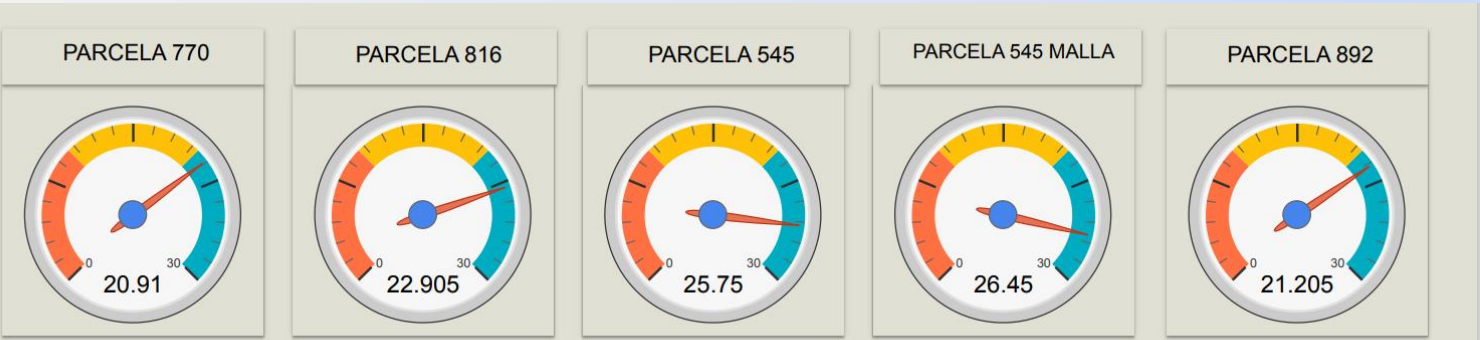 PARCELA 770
PARCELA 816
PARCELA 545
PARCELA 545 MALLA
PARCELA 892
0 30
20.91
0 30
22.905
0 30
25.75
0 30
26.45
0 30
21.205